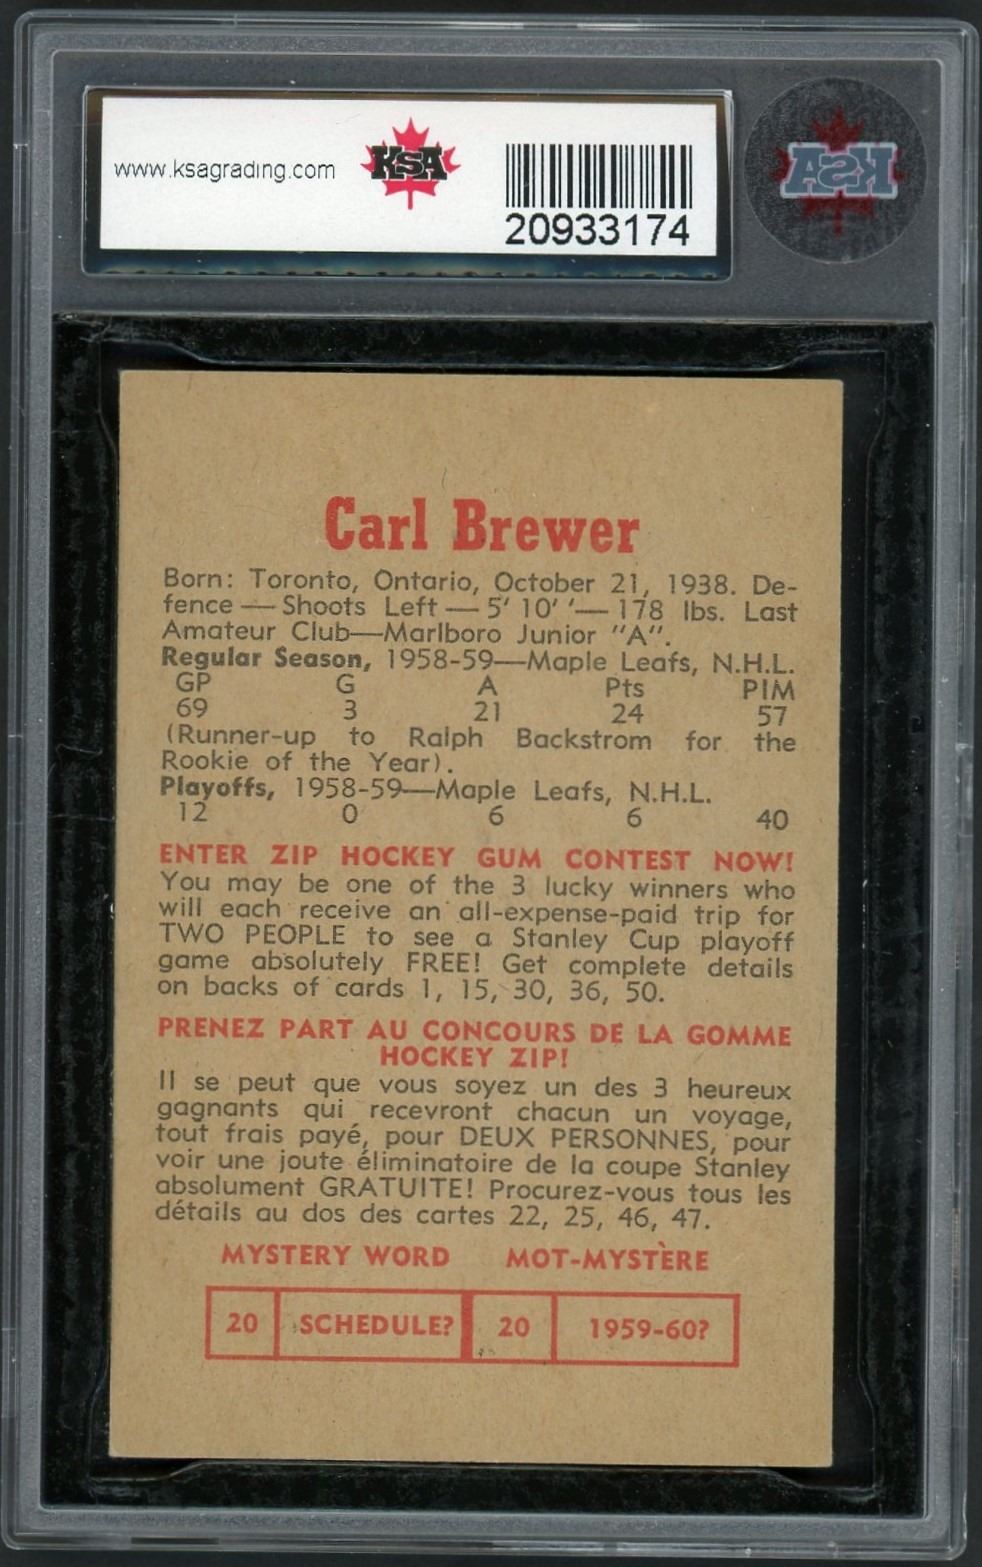 www.ksagrading.com
KSA
20933174
KSA
Carl Brewer
Born: Toronto, Ontario, October 21, 1938. De-
fence — Shoots Left — 5' 10' '— 178 lbs. Last
Amateur Club—Marlboro Junior "A".
Regular Season, 1958-59—Maple Leafs, N.H.L.
GP G A Pts PIM
69 3 21 24 57
(Runner-up to Ralph Backstrom for the
Rookie of the Year).
Playoffs, 1958-59—Maple Leafs, N.H.L.
12 0 6 6 40
ENTER ZIP HOCKEY GUM CONTEST NOW!
You may be one of the 3 lucky winners who
will each receive an all-expense-paid trip for
TWO PEOPLE to see a Stanley Cup playoff
game absolutely FREE! Get complete details
on backs of cards 1, 15, 30, 36, 50.
PRENEZ PART AU CONCOURS DE LA GOMME
HOCKEY ZIP!
Il se peut que vous soyez un des 3 heureux
gagnants qui recevront chacun un voyage,
tout frais payé, pour DEUX PERSONNES, pour
voir une joute éliminatoire de la coupe Stanley
absolument GRATUITE! Procurez-vous tous les
détails au dos des cartes 22, 25, 46, 47.
MYSTERY WORD MOT-MYSTÈRE
20 SCHEDULE? 20 1959-60?